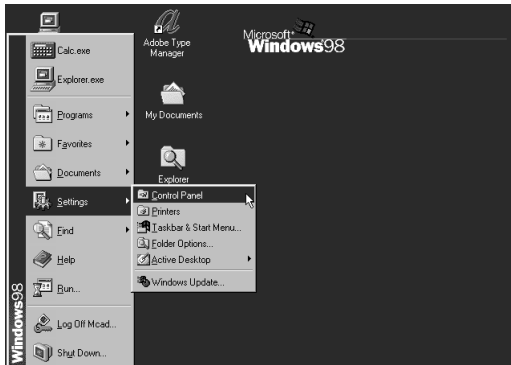 Adobe Type
Manager
Microsoft
Windows98
My Documents
Explorer
Calc.exe
Explorer.exe
Programs
Favorites
Documents
Settings
Find
Help
Run...
Log Off Mcad...
Shut Down...
Windows98
Control Panel
Printers
Taskbar & Start Menu...
Folder Options...
Active Desktop
Windows Update...